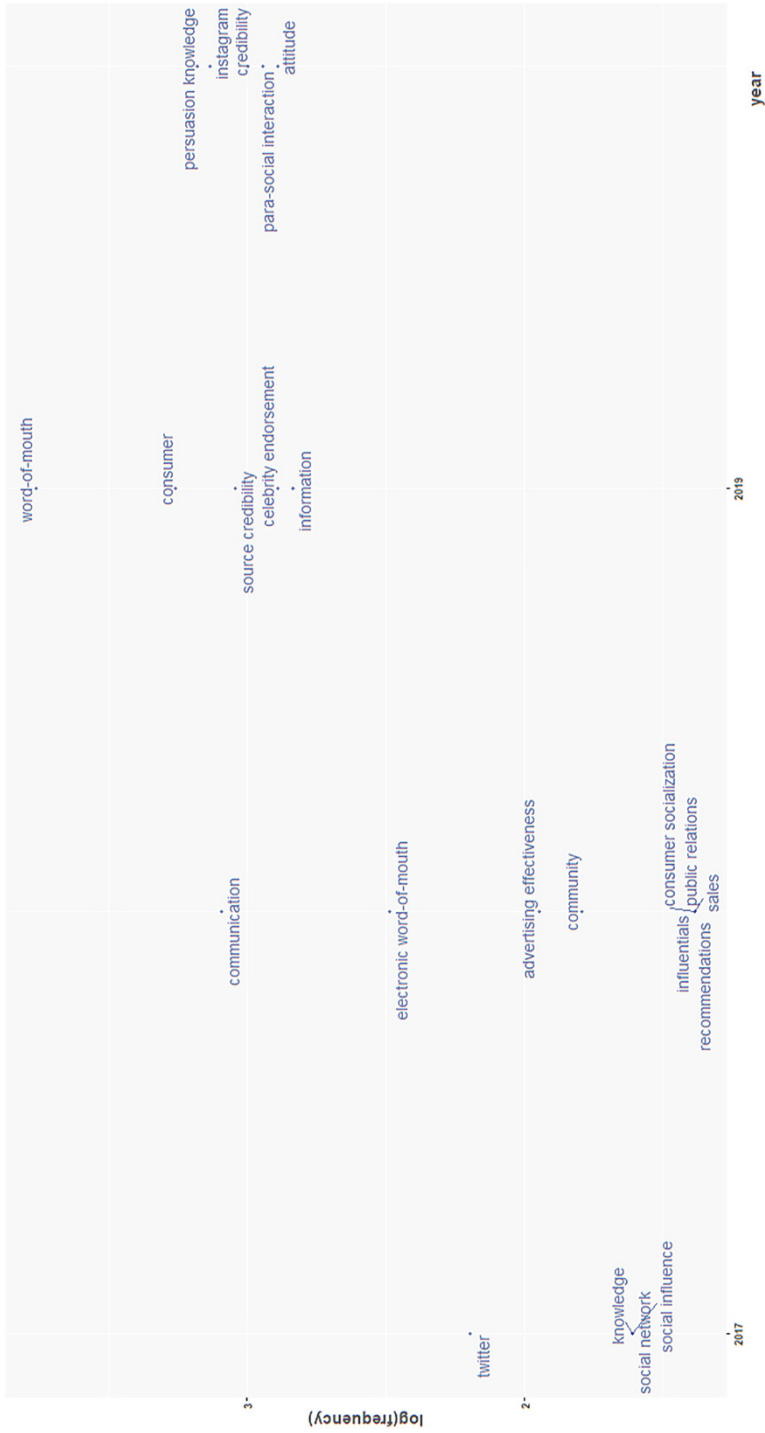 word-of-mouth
persuasion knowledge
instagram
credibility
consumer
communication
source credibility
para-social interaction
celebrity endorsement
attitude
information
electronic word-of-mouth
twitter
advertising effectiveness
community
knowledge
social network
social influence
consumer socialization
influentials
public relations
recommendations
sales
log(frequency)
3
2
2017
2019
year